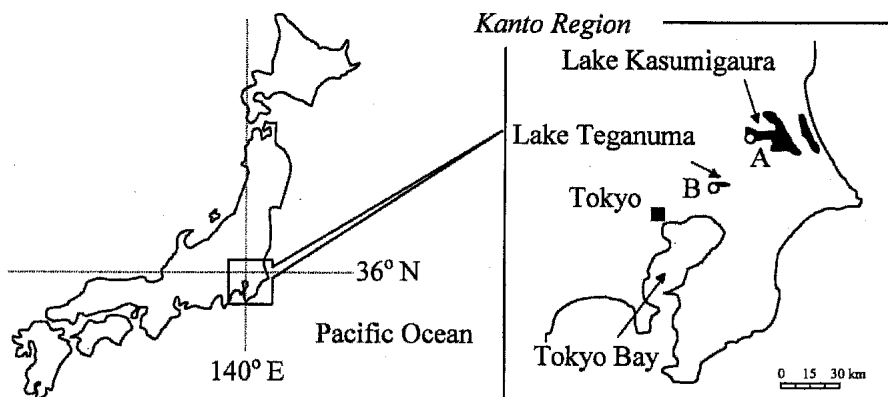 Kanto Region
Lake Kasumigaura
Lake Teganuma
A
B
Tokyo
36° N
Pacific Ocean
140° E
Tokyo Bay
0 15 30 km